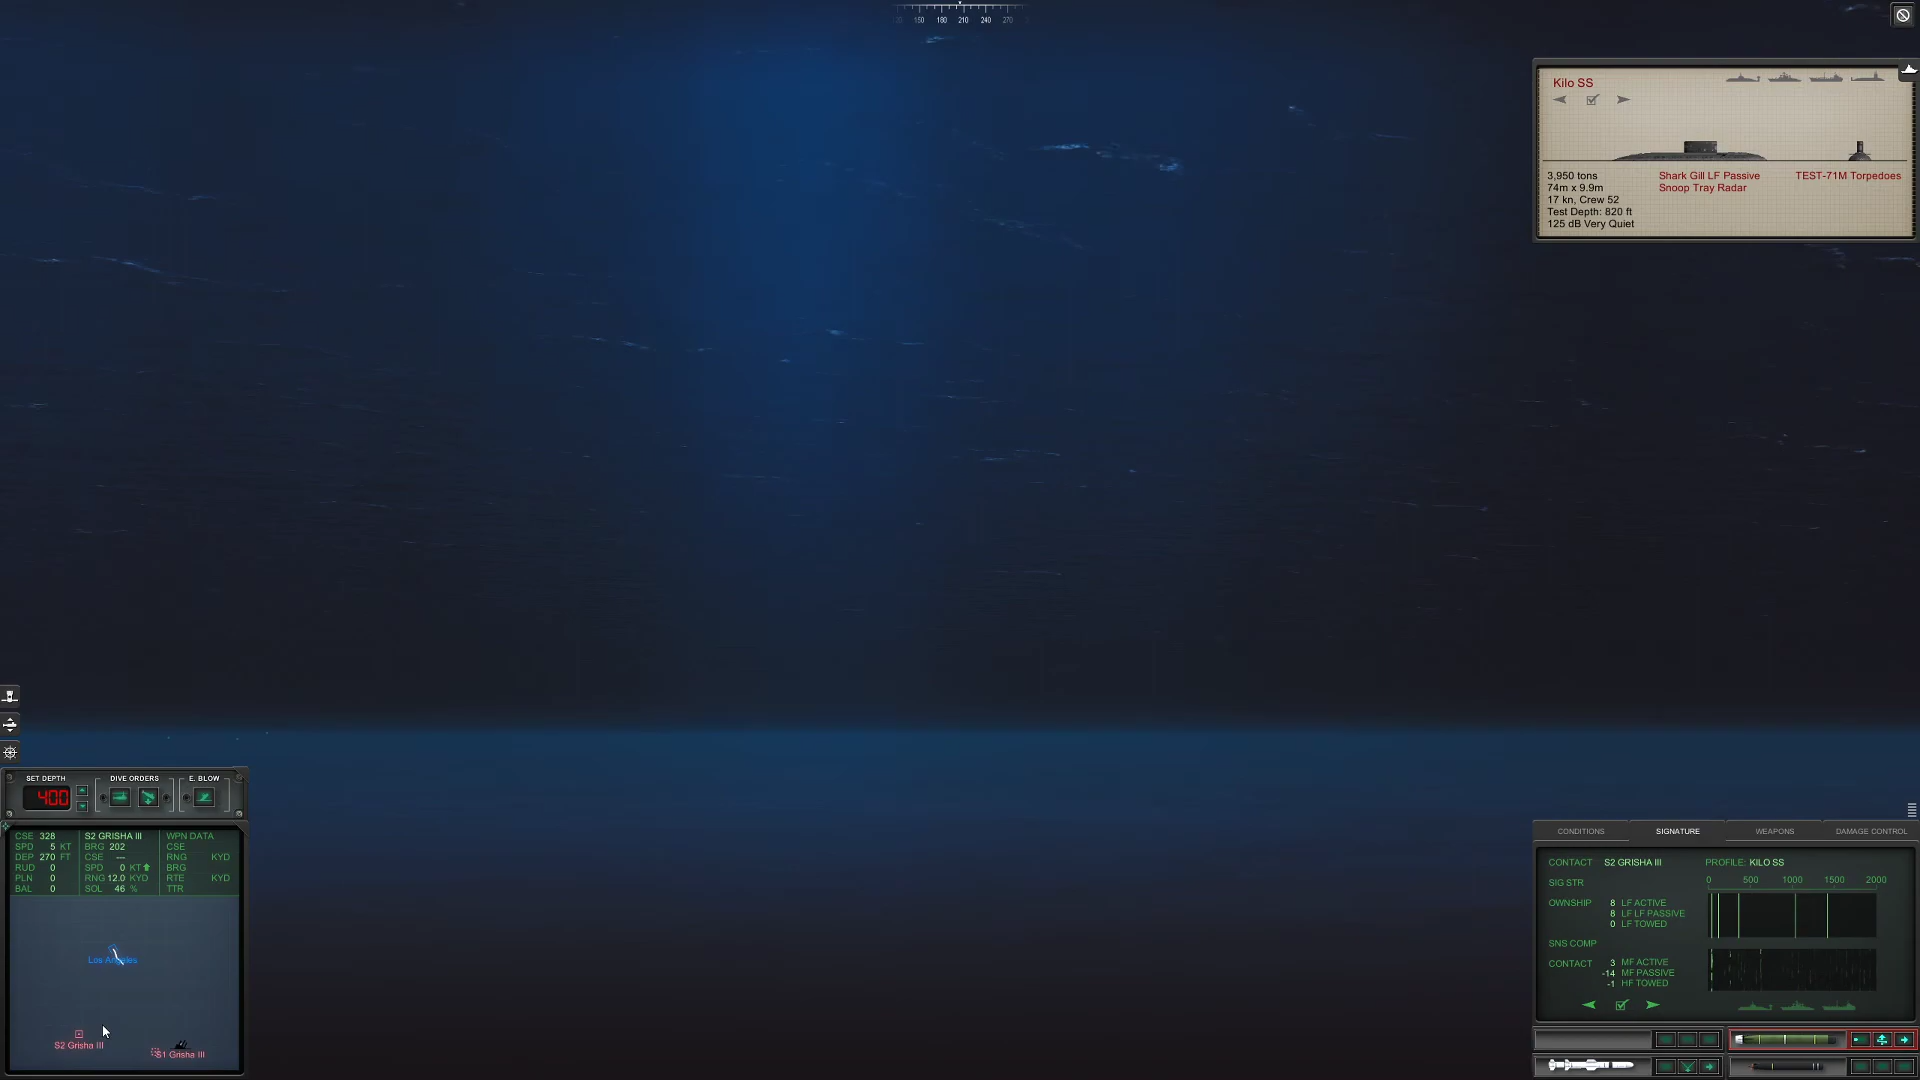 150 180 210 240 270
Kilo SS
3,950 tons
74m x 9.9m
17 kn, Crew 52
Test Depth: 820 ft
125 dB Very Quiet
Shark Gill LF Passive
Snoop Tray Radar
TEST-71M Torpedoes
SET DEPTH
DIVE ORDERS
E. BLOW
400
CSE 328
SPD 5 KT
DEP 270 FT
RUD 0
PLN 0
BAL 0
S2 GRISHA III
BRG 202
CSE ---
SPD 0 KT
RNG 12.0 KYD
SOL 46 %
WPN DATA
CSE
RNG KYD
BRG
RTE KYD
TTR
Los Angeles
S2 Grisha III
S1 Grisha III
CONDITIONS
SIGNATURE
WEAPONS
DAMAGE CONTROL
CONTACT S2 GRISHA III
PROFILE: KILO SS
SIG STR
0 500 1000 1500 2000
OWNSHIP 8 LF ACTIVE
8 LF LF PASSIVE
0 LF TOWED
SNS COMP
CONTACT 3 MF ACTIVE
-14 MF PASSIVE
-1 HF TOWED